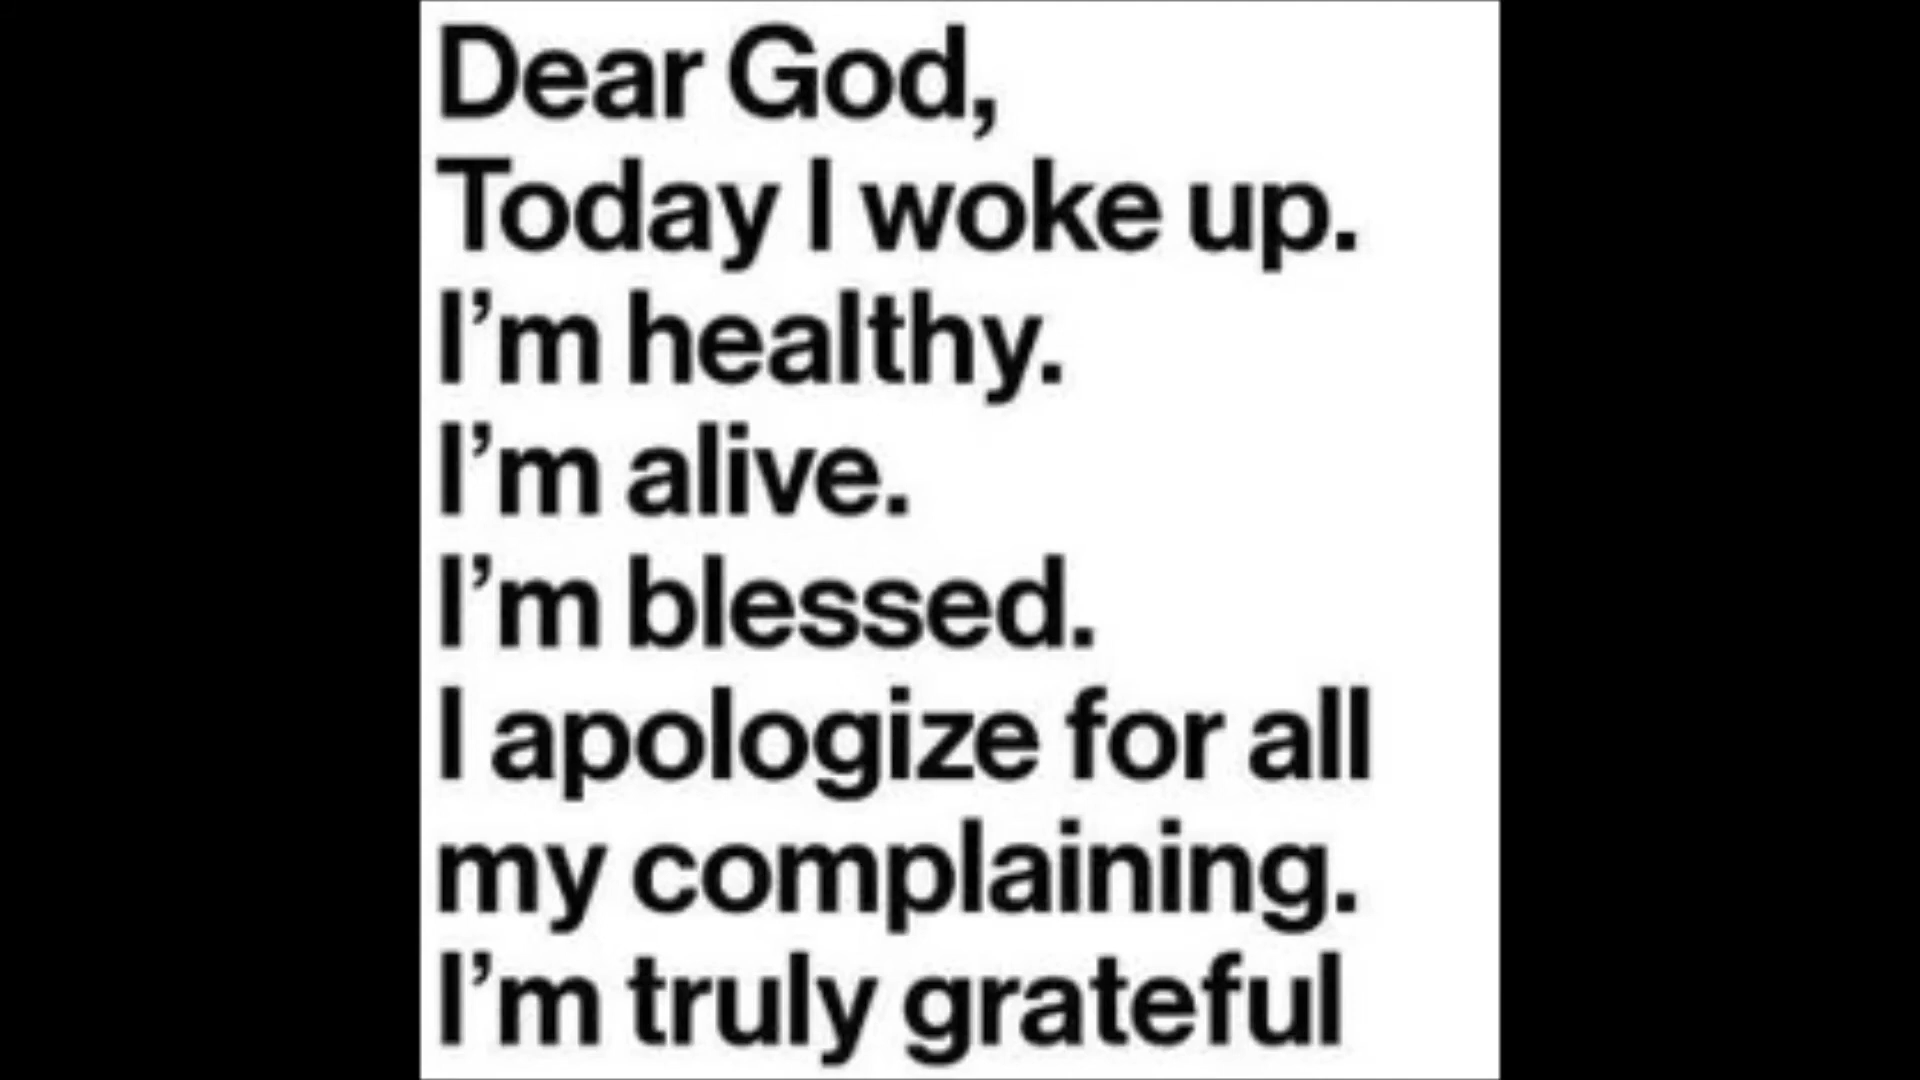 Dear God,
Today I woke up.
I’m healthy.
I’m alive.
I’m blessed.
I apologize for all
my complaining.
I’m truly grateful